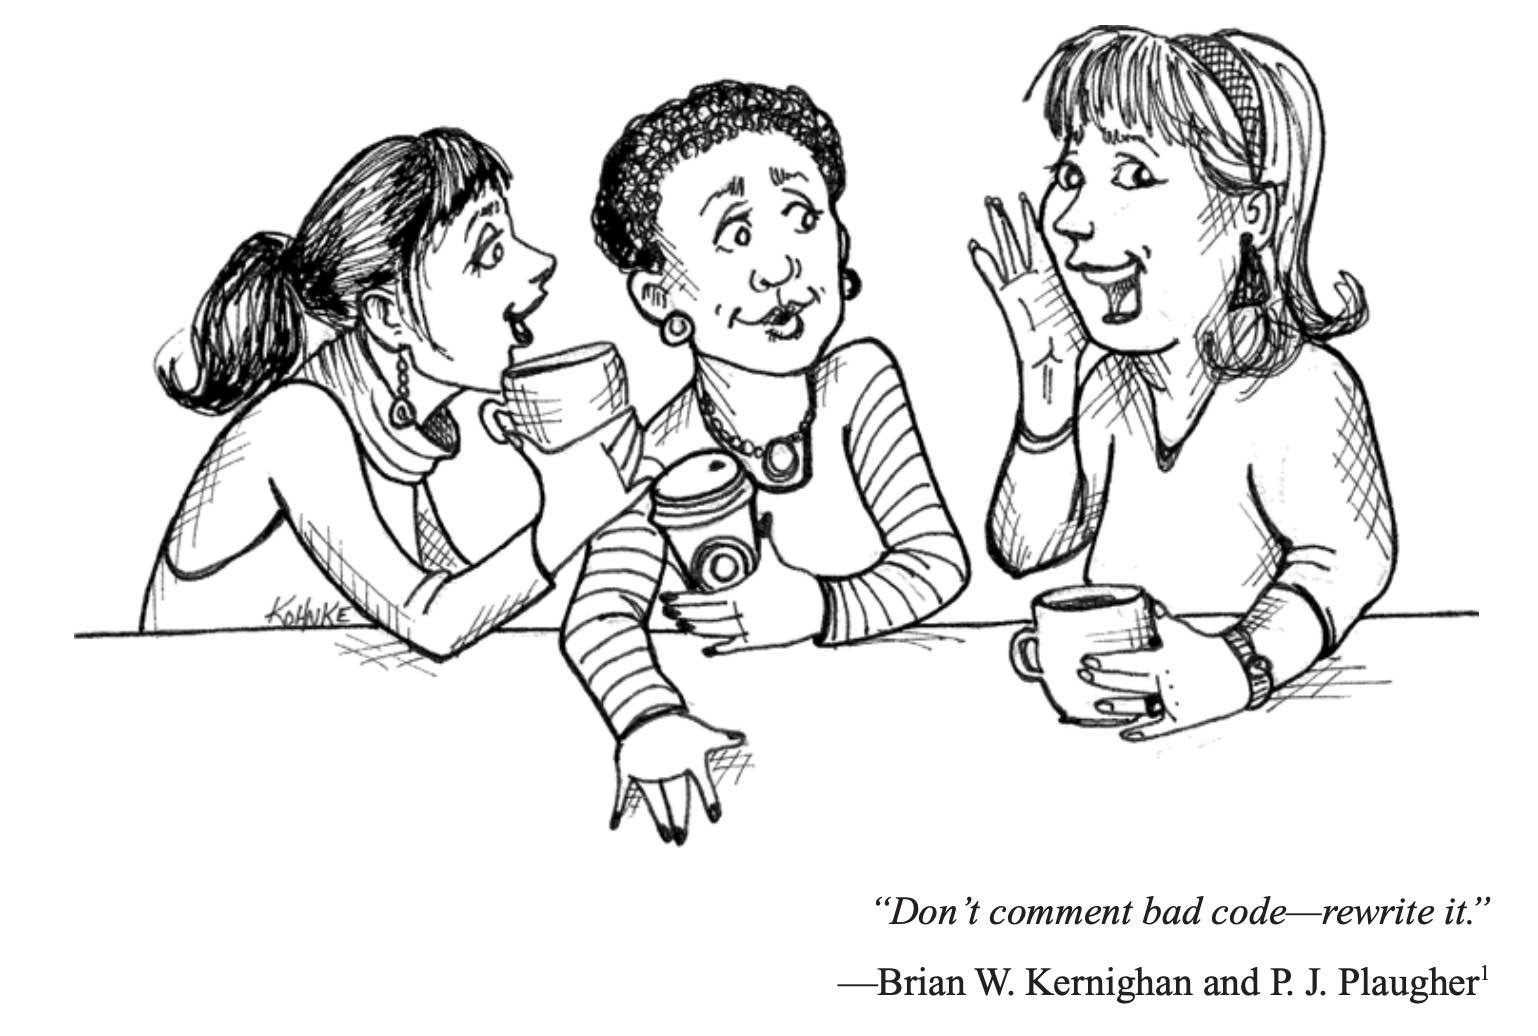 KOHNKE
“Don’t comment bad code—rewrite it.”
—Brian W. Kernighan and P. J. Plaugher1